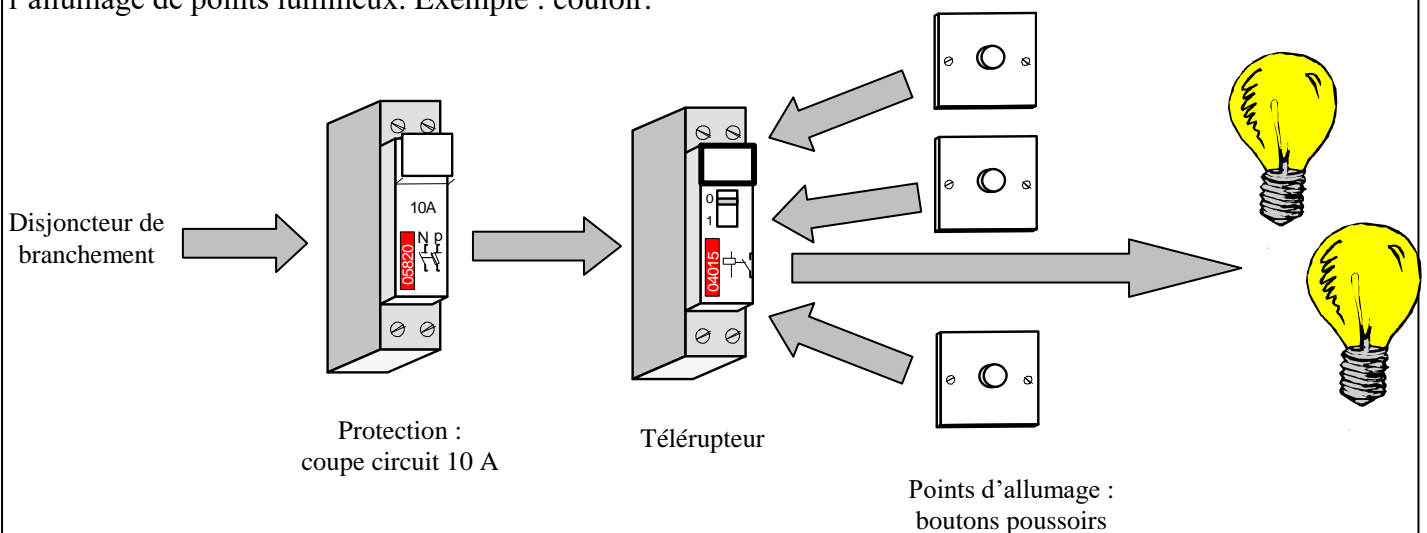 l'allumage de points lumineux. Exemple : couloir.
Disjoncteur de
branchement
10A
N p
05820
Protection :
coupe circuit 10 A
0
1
04015
Télérupteur
Points d'allumage :
boutons poussoirs